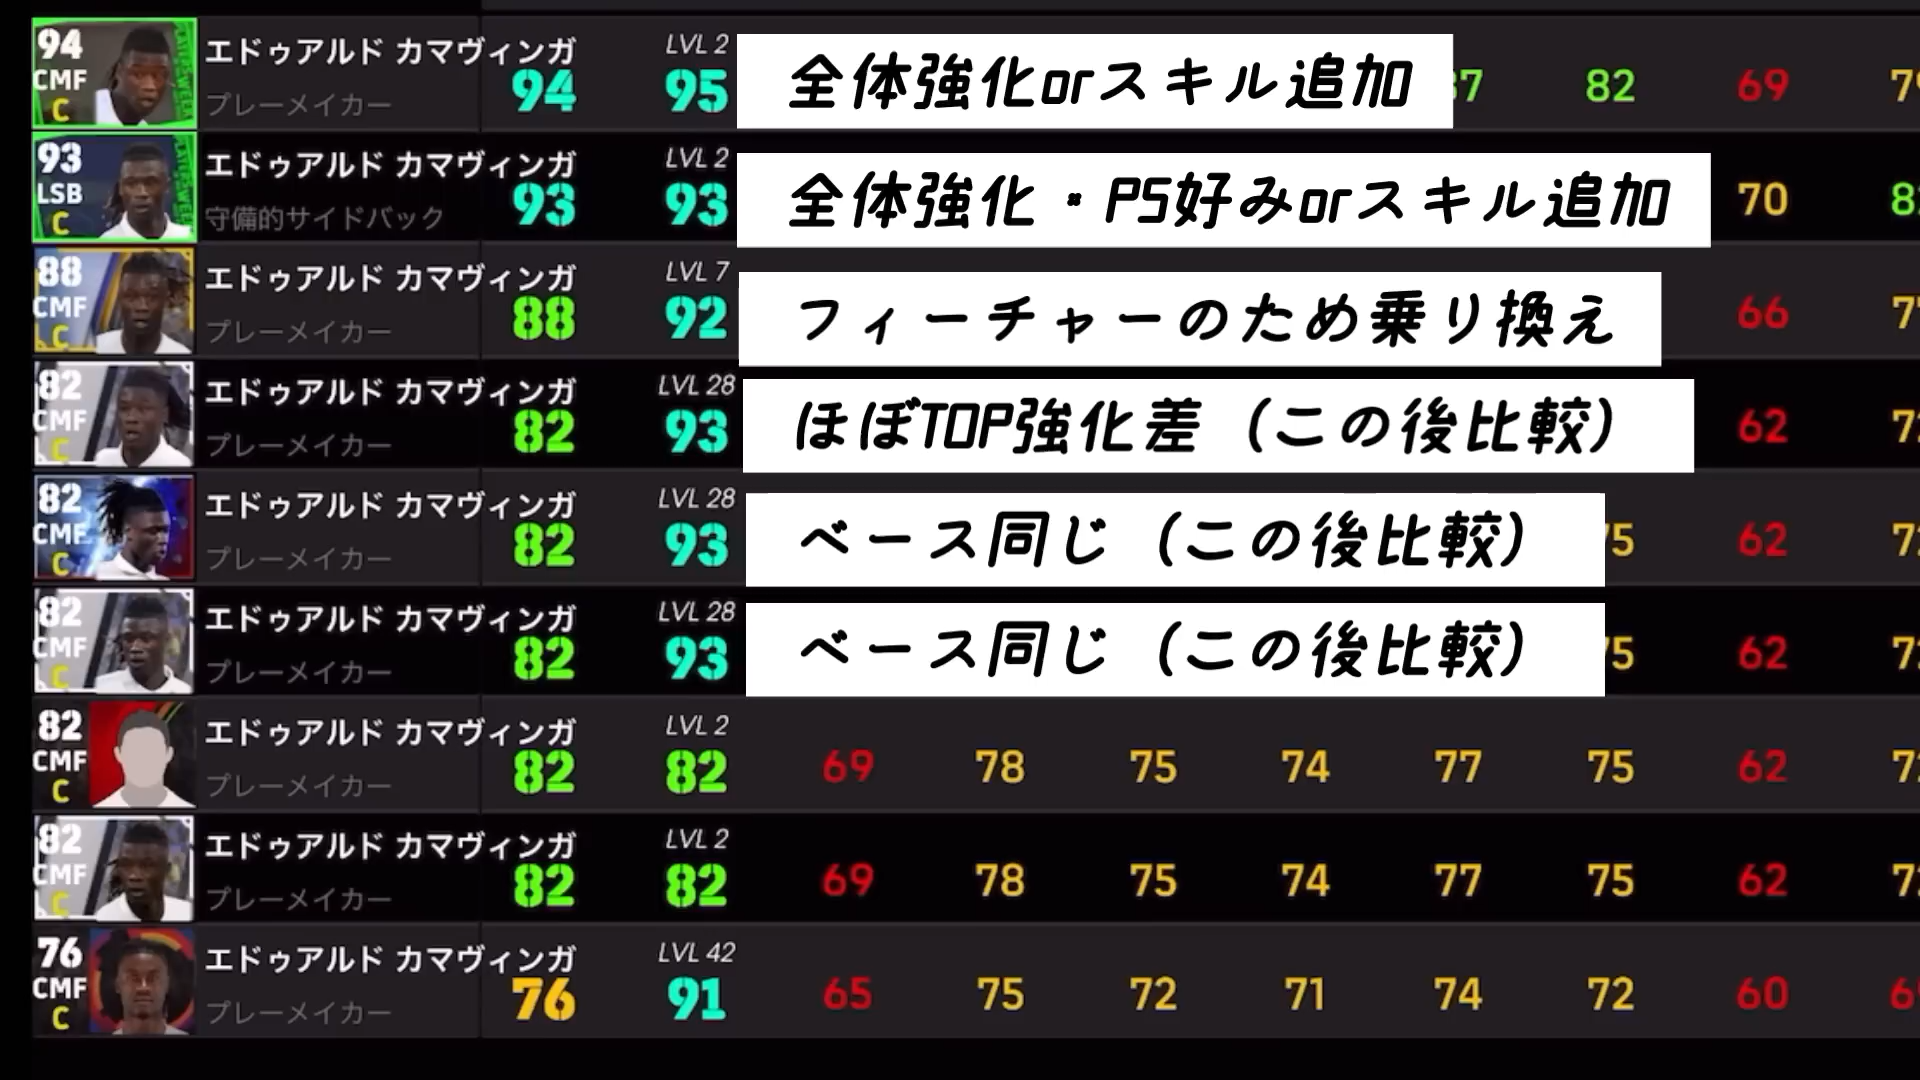 94 エドゥアルド カマヴィンガ LVL 2
CMF 94 95 全体強化orスキル追加 82 69
C プレーメイカー
93 エドゥアルド カマヴィンガ LVL 2
LSB 93 93 全体強化・PS好みorスキル追加 70
C 守備的サイドバック
88 エドゥアルド カマヴィンガ LVL 7
CMF 88 92 フィーチャーのため乗り換え 66
C プレーメイカー
82 エドゥアルド カマヴィンガ LVL 28
CMF 82 93 ほぼTOP強化差（この後比較） 62
C プレーメイカー
82 エドゥアルド カマヴィンガ LVL 28
CMF 82 93 ベース同じ（この後比較） 62
C プレーメイカー
82 エドゥアルド カマヴィンガ LVL 28
CMF 82 93 ベース同じ（この後比較） 62
C プレーメイカー
82 エドゥアルド カマヴィンガ LVL 2
CMF 82 82 69 78 75 74 77 75 62
C プレーメイカー
82 エドゥアルド カマヴィンガ LVL 2
CMF 82 82 69 78 75 74 77 75 62
C プレーメイカー
76 エドゥアルド カマヴィンガ LVL 42
CMF 76 91 65 75 72 71 74 72 60
C プレーメイカー